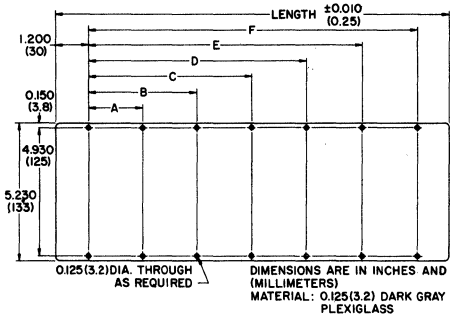 LENGTH ±0.010
(0.25)
F
1.200
(30)
E
D
C
0.150
(3.8)
B
A
4.930
(125)
5.230
(133)
0.125(3.2)DIA. THROUGH
AS REQUIRED
DIMENSIONS ARE IN INCHES AND
(MILLIMETERS)
MATERIAL: 0.125(3.2) DARK GRAY
PLEXIGLASS